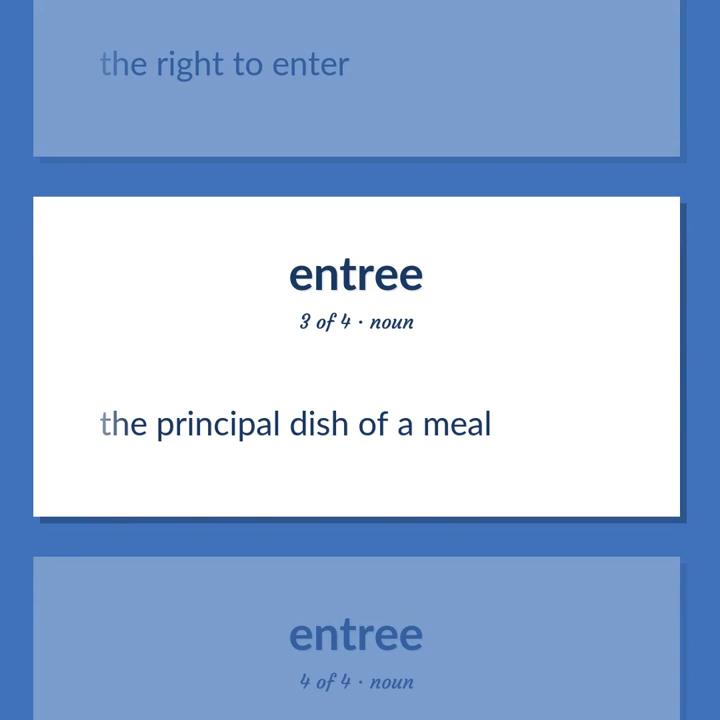 the right to enter
entree
3 of 4 · noun
the principal dish of a meal
entree
4 of 4 · noun